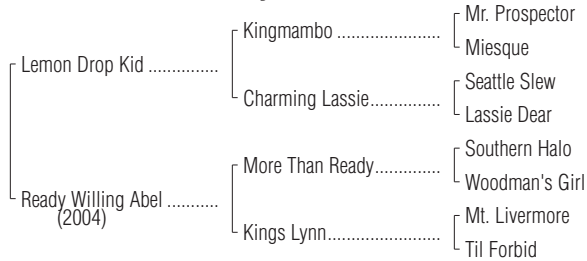 Mr. Prospector
Kingmambo ......................
Miesque
Lemon Drop Kid ...............
Seattle Slew
Charming Lassie...............
Lassie Dear
Southern Halo
More Than Ready..............
Woodman's Girl
Ready Willing Abel ...........
(2004)
Mt. Livermore
Kings Lynn........................
Til Forbid